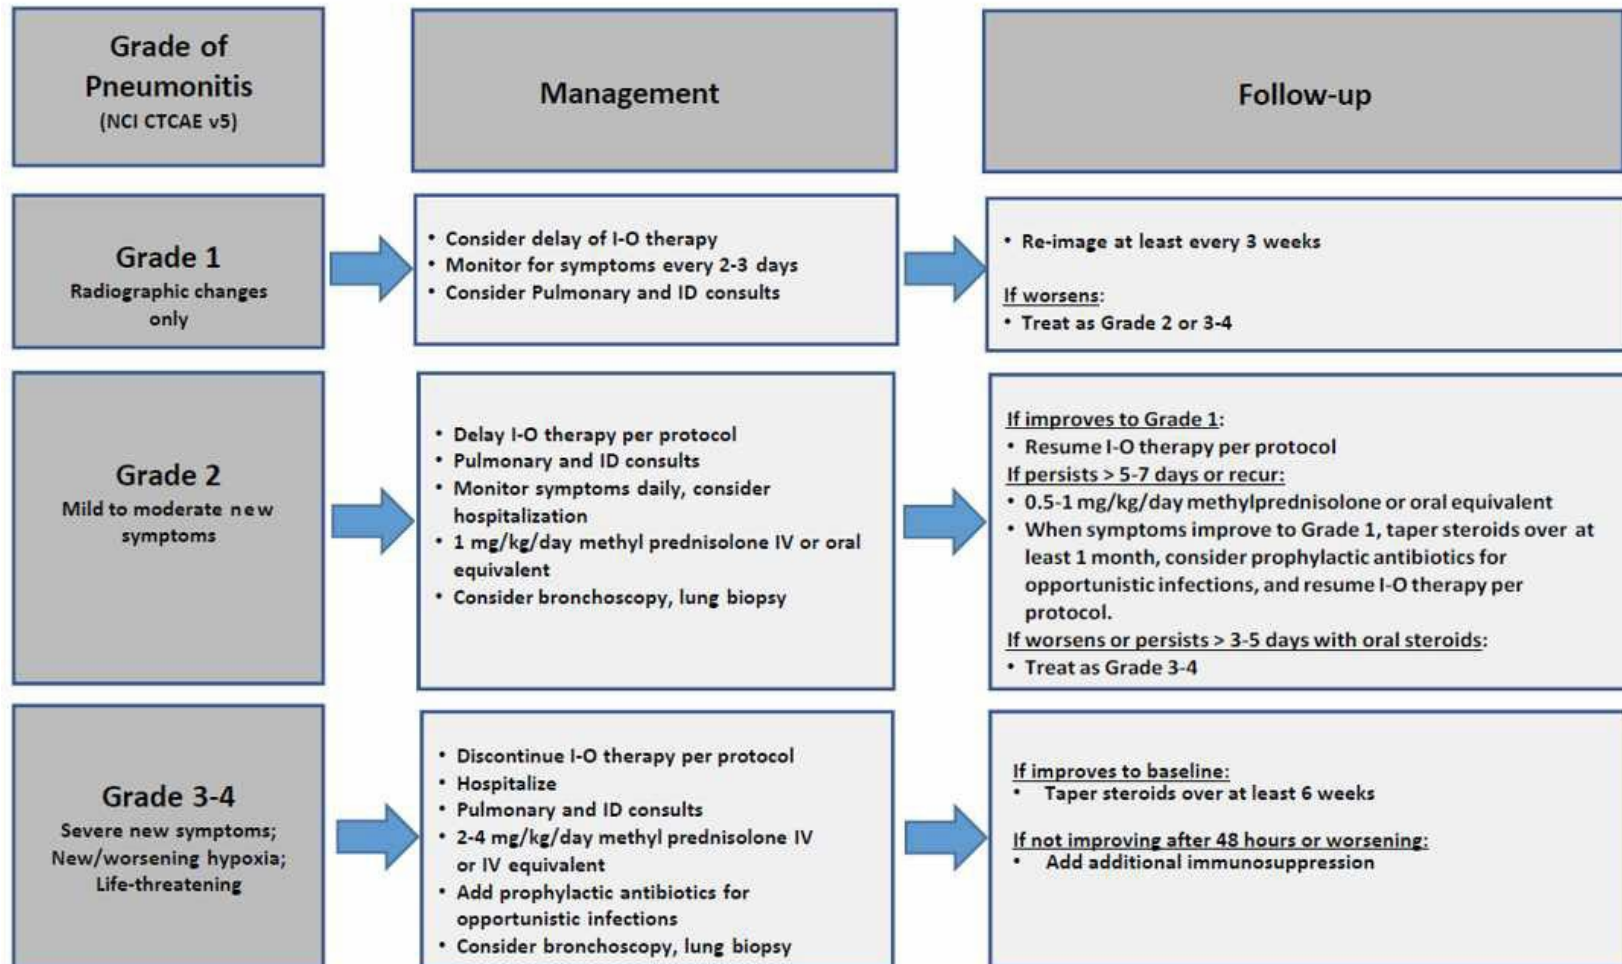 Grade of
Pneumonitis
(NCI CTCAE v5)
Management
Follow-up
Grade 1
Radiographic changes
only
• Consider delay of I-O therapy
• Monitor for symptoms every 2-3 days
• Consider Pulmonary and ID consults
• Re-image at least every 3 weeks
If worsens:
• Treat as Grade 2 or 3-4
Grade 2
Mild to moderate new
symptoms
• Delay I-O therapy per protocol
• Pulmonary and ID consults
• Monitor symptoms daily, consider
hospitalization
• 1 mg/kg/day methyl prednisolone IV or oral
equivalent
• Consider bronchoscopy, lung biopsy
If improves to Grade 1:
• Resume I-O therapy per protocol
If persists > 5-7 days or recur:
• 0.5-1 mg/kg/day methylprednisolone or oral equivalent
• When symptoms improve to Grade 1, taper steroids over at
least 1 month, consider prophylactic antibiotics for
opportunistic infections, and resume I-O therapy per
protocol.
If worsens or persists > 3-5 days with oral steroids:
• Treat as Grade 3-4
Grade 3-4
Severe new symptoms;
New/worsening hypoxia;
Life-threatening
• Discontinue I-O therapy per protocol
• Hospitalize
• Pulmonary and ID consults
• 2-4 mg/kg/day methyl prednisolone IV
or IV equivalent
• Add prophylactic antibiotics for
opportunistic infections
• Consider bronchoscopy, lung biopsy
If improves to baseline:
• Taper steroids over at least 6 weeks
If not improving after 48 hours or worsening:
• Add additional immunosuppression